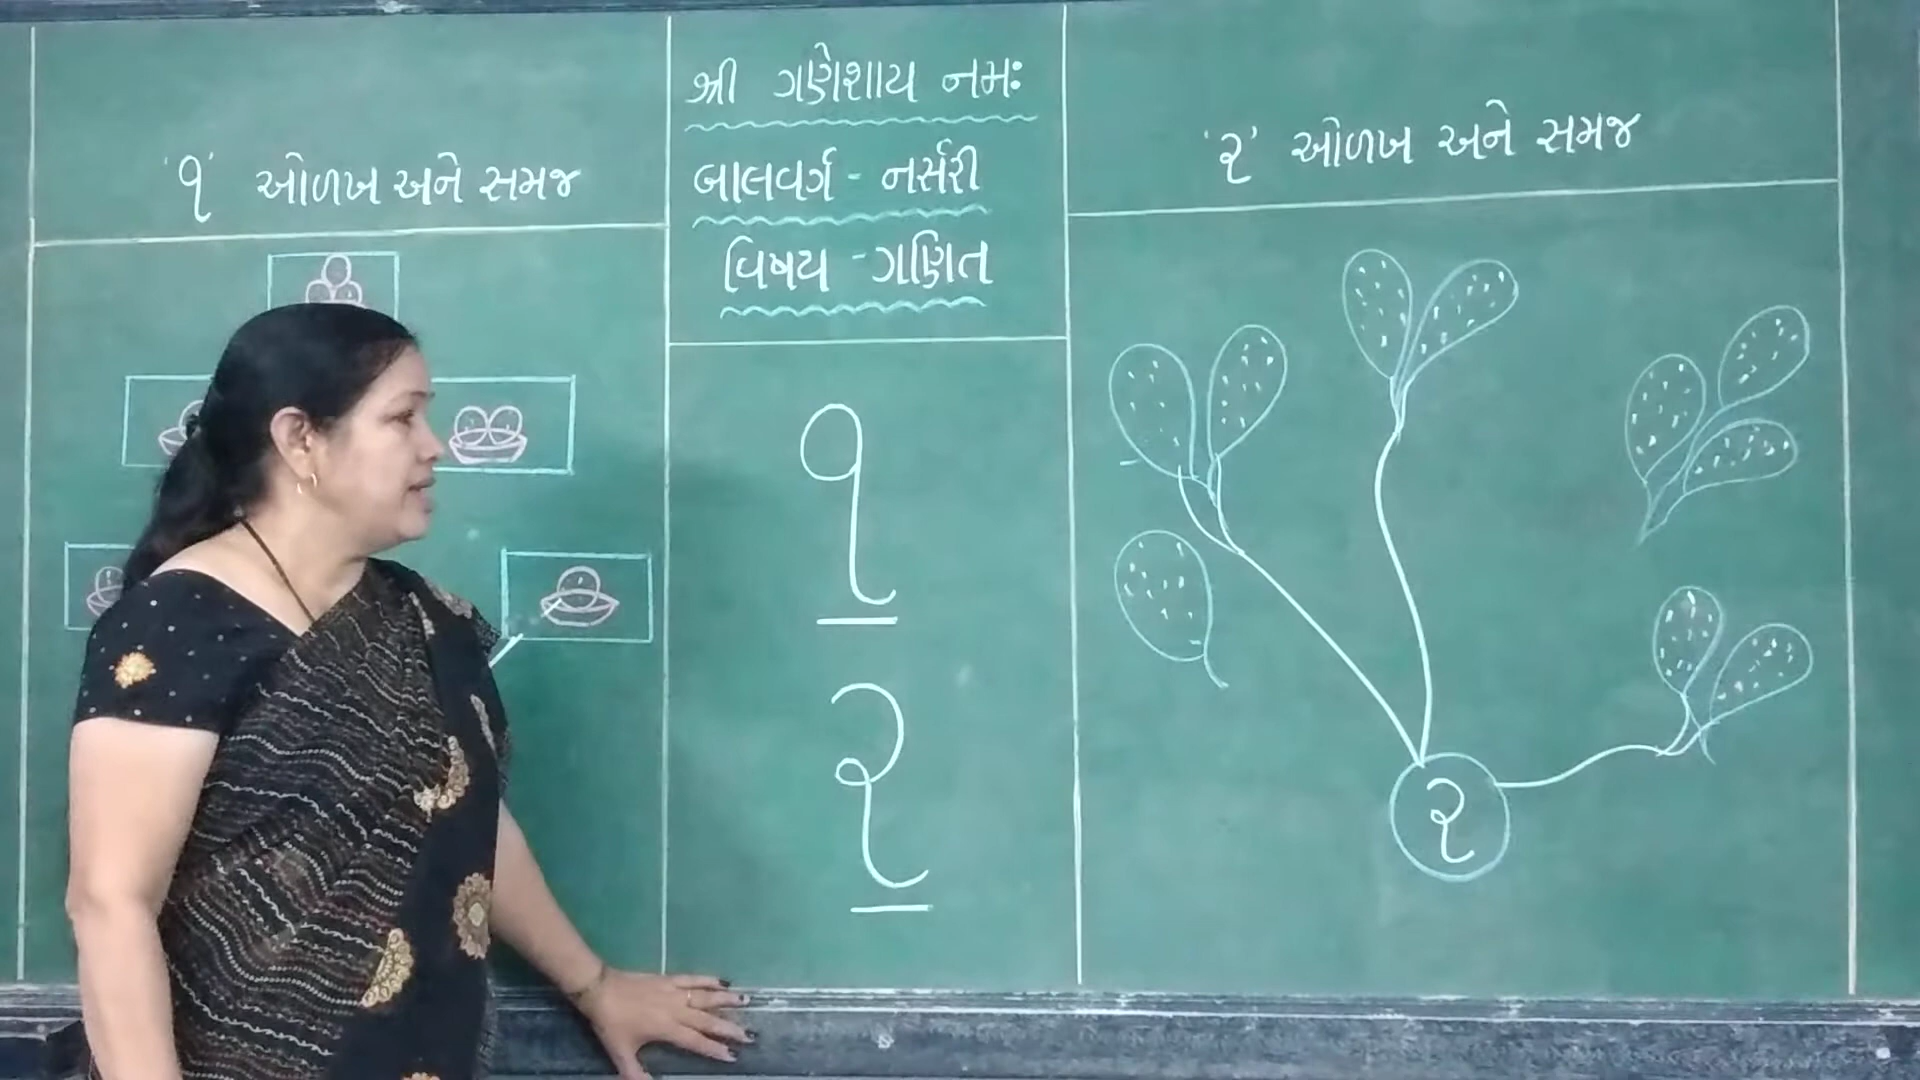 '૧' ઓળખ અને સમજ
શ્રી ગણેશાય નમઃ
બાલવર્ગ - નર્સરી
વિષય - ગણિત
૧
૨
'૨' ઓળખ અને સમજ
૨